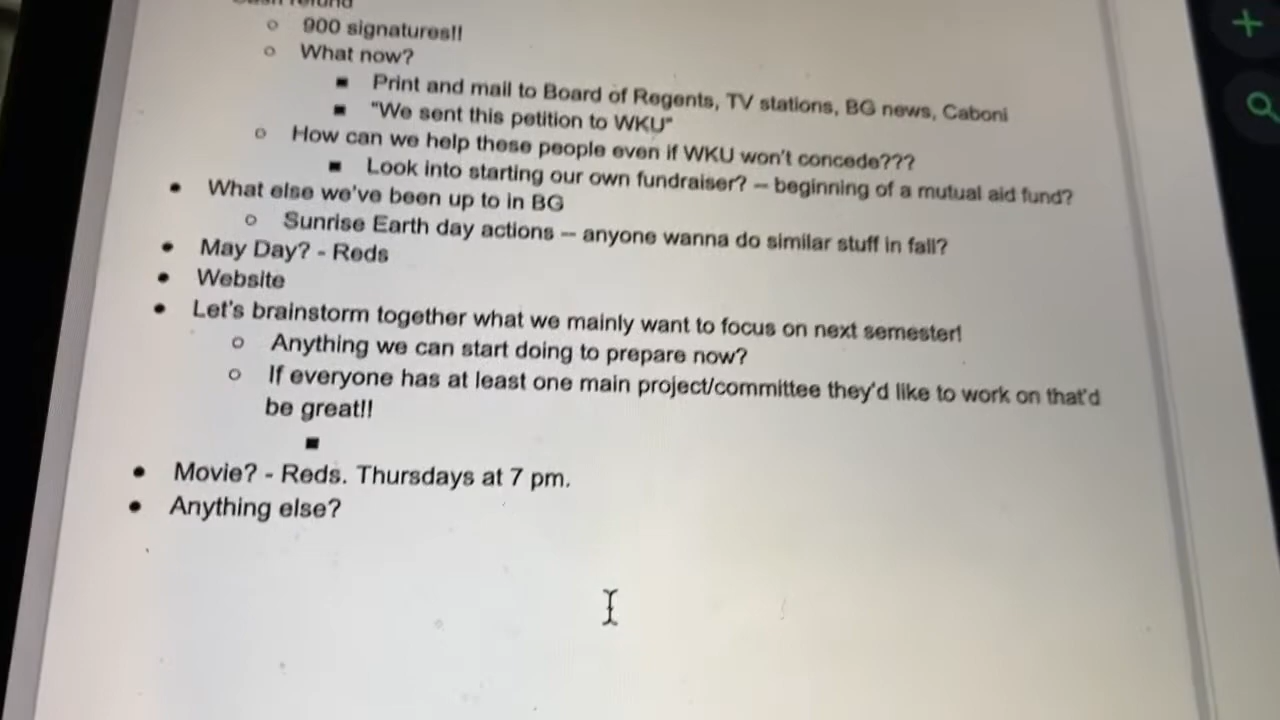 refund
900 signatures!!
What now?
Print and mail to Board of Regents, TV stations, BG news, Caboni
"We sent this petition to WKU"
How can we help these people even if WKU won't concede???
Look into starting our own fundraiser? -- beginning of a mutual aid fund?
What else we've been up to in BG
Sunrise Earth day actions -- anyone wanna do similar stuff in fall?
May Day? - Reds
Website
Let's brainstorm together what we mainly want to focus on next semester!
Anything we can start doing to prepare now?
If everyone has at least one main project/committee they'd like to work on that'd
be great!!
Movie? - Reds. Thursdays at 7 pm.
Anything else?